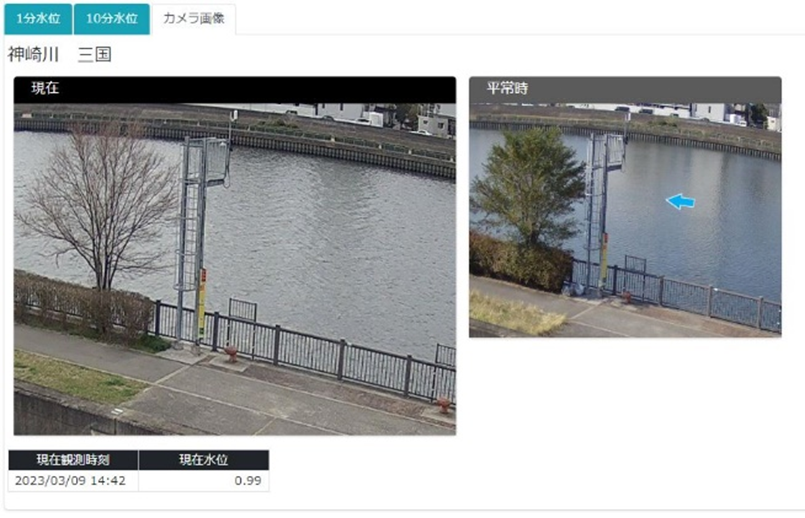 1分水位 10分水位 カメラ画像
神崎川　三国
現在
平常時
現在観測時刻 現在水位
2023/03/09 14:42 0.99